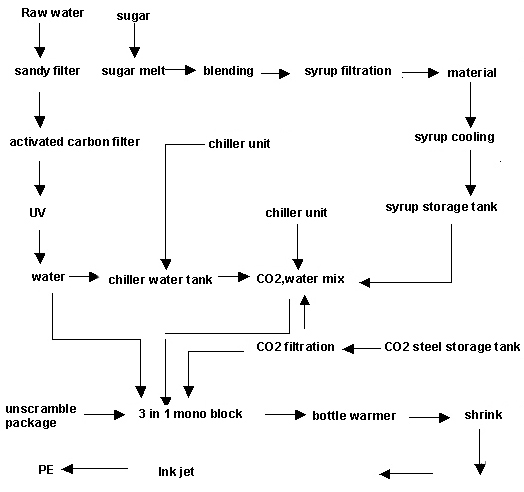 Raw water
sugar
sandy filter
sugar melt
blending
syrup filtration
material
activated carbon filter
chiller unit
syrup cooling
UV
chiller unit
syrup storage tank
water
chiller water tank
CO2,water mix
CO2 filtration
CO2 steel storage tank
unscramble
package
3 in 1 mono block
bottle warmer
shrink
PE
Ink jet